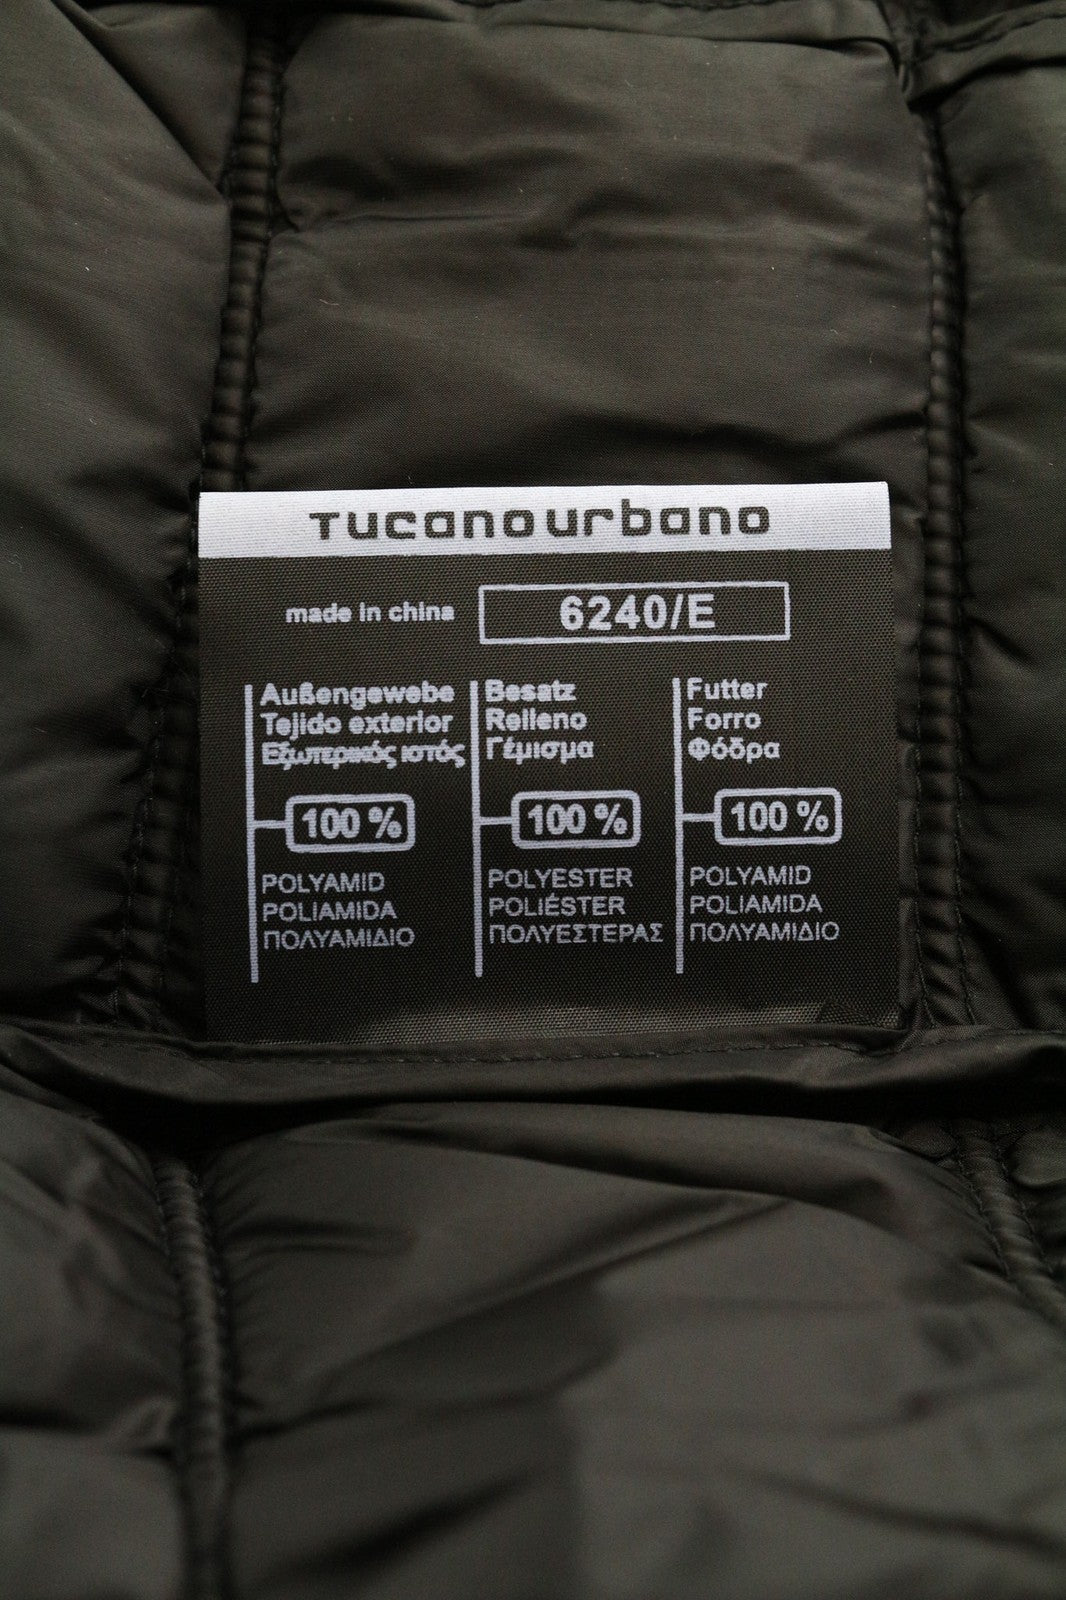 Tucanourbano
made in china 6240/E
Außengewebe
Tejido exterior
Εξωτερικός ιστός
100 %
POLYAMID
POLIAMIDA
ΠΟΛΥΑΜΙΔΙΟ
Besatz
Relleno
Γέμισμα
100 %
POLYESTER
POLIÉSTER
ΠΟΛΥΕΣΤΕΡΑΣ
Futter
Forro
Φόδρα
100 %
POLYAMID
POLIAMIDA
ΠΟΛΥΑΜΙΔΙΟ